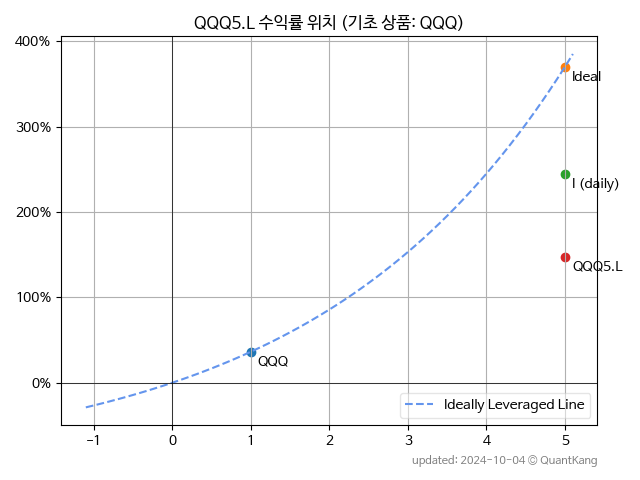 QQQ5.L 수익률 위치 (기초 상품: QQQ)
400%
300%
200%
100%
0%
Ideal
I (daily)
QQQ5.L
QQQ
Ideally Leveraged Line
-1
0
1
2
3
4
5
updated: 2024-10-04 © QuantKang